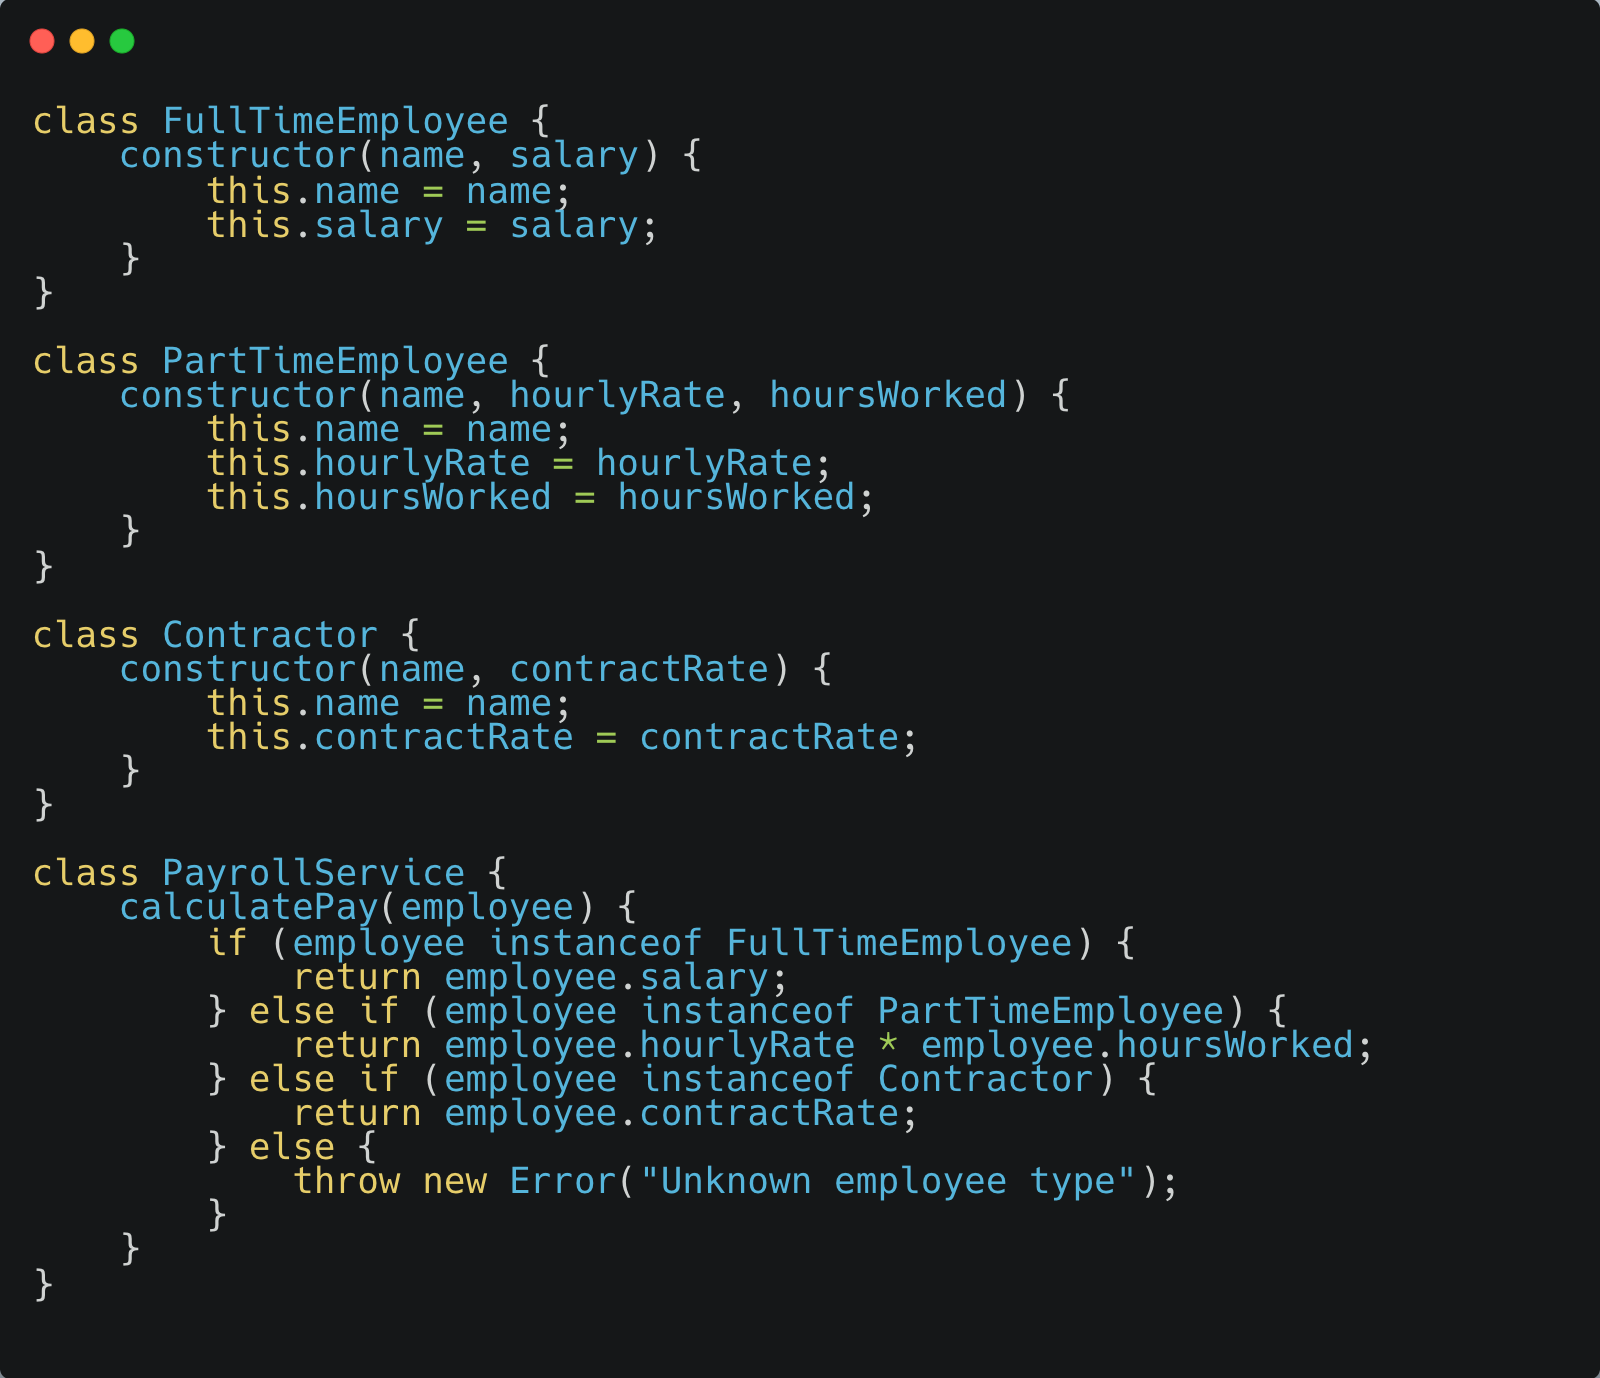 class FullTimeEmployee {
    constructor(name, salary) {
        this.name = name;
        this.salary = salary;
    }
}

class PartTimeEmployee {
    constructor(name, hourlyRate, hoursWorked) {
        this.name = name;
        this.hourlyRate = hourlyRate;
        this.hoursWorked = hoursWorked;
    }
}

class Contractor {
    constructor(name, contractRate) {
        this.name = name;
        this.contractRate = contractRate;
    }
}

class PayrollService {
    calculatePay(employee) {
        if (employee instanceof FullTimeEmployee) {
            return employee.salary;
        } else if (employee instanceof PartTimeEmployee) {
            return employee.hourlyRate * employee.hoursWorked;
        } else if (employee instanceof Contractor) {
            return employee.contractRate;
        } else {
            throw new Error("Unknown employee type");
        }
    }
}